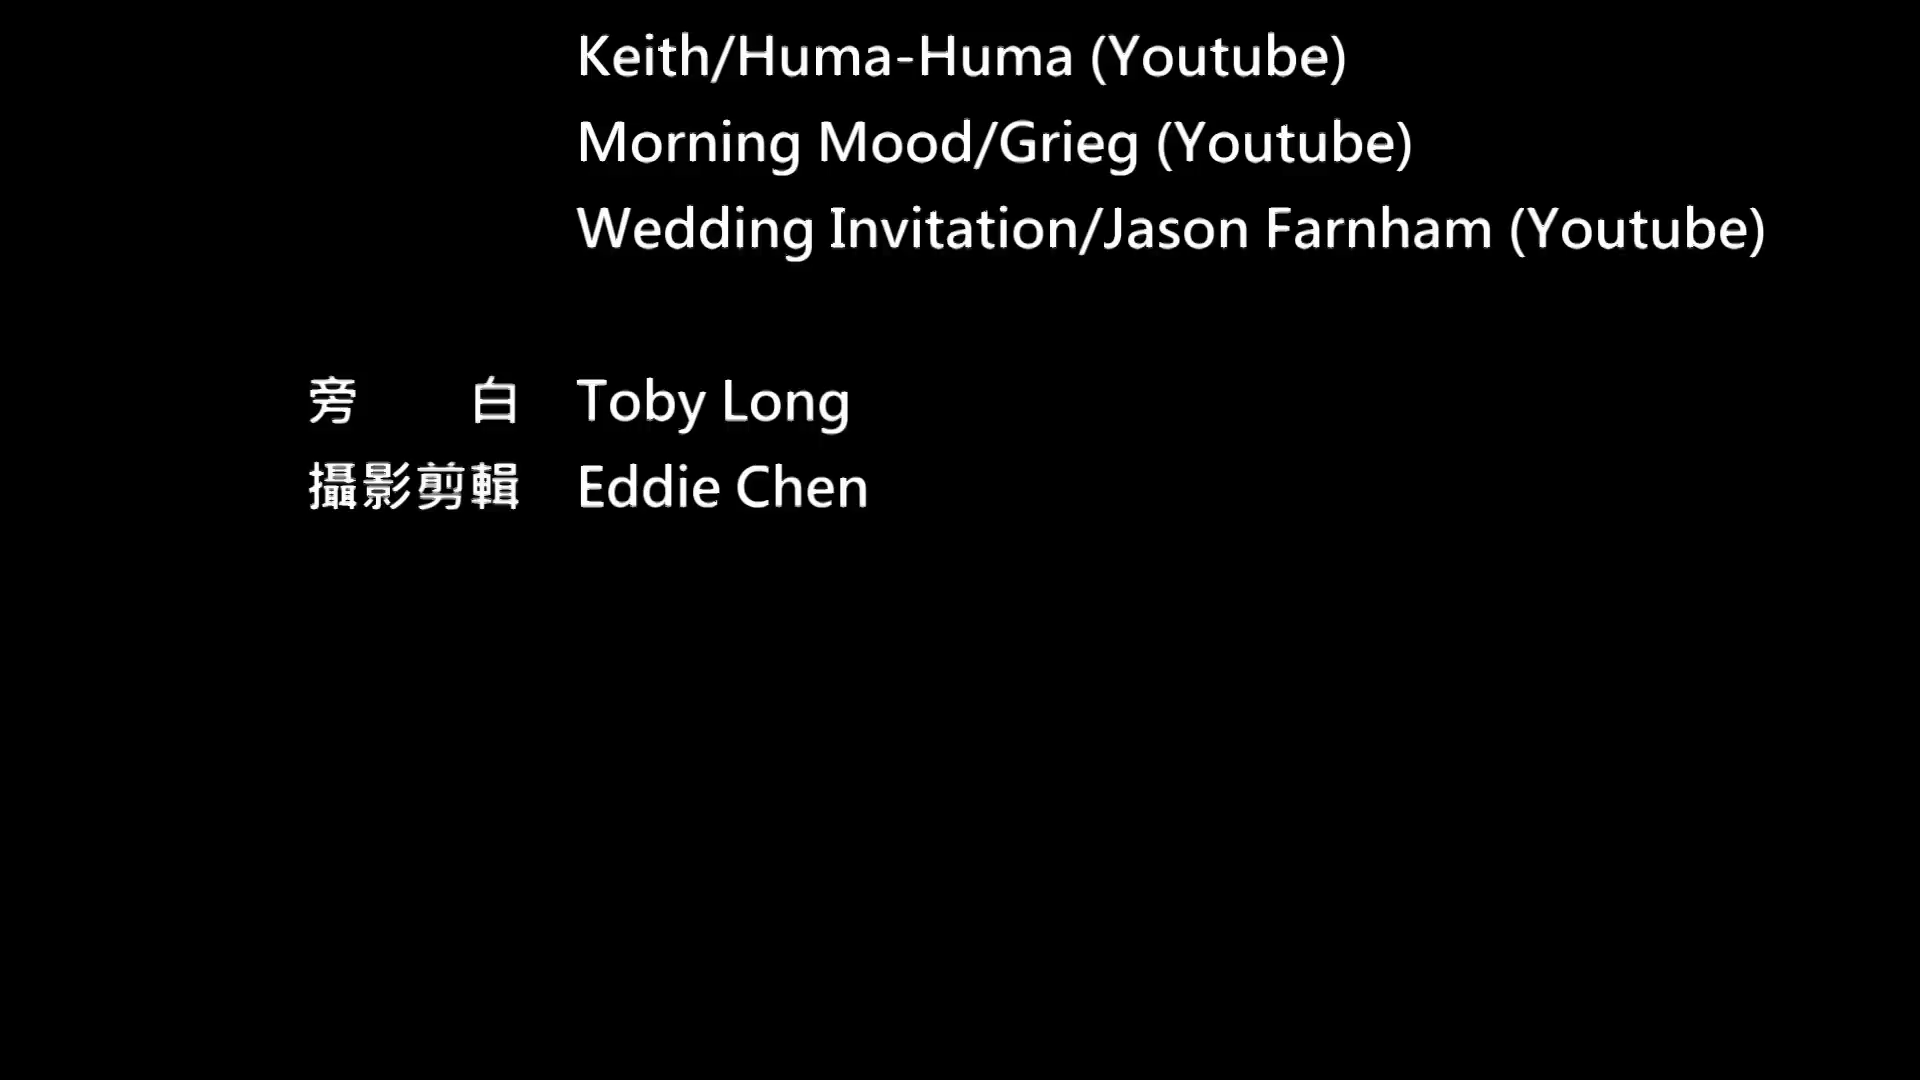 Keith/Huma-Huma (Youtube)
Morning Mood/Grieg (Youtube)
Wedding Invitation/Jason Farnham (Youtube)
旁　　白　Toby Long
攝影剪輯　Eddie Chen